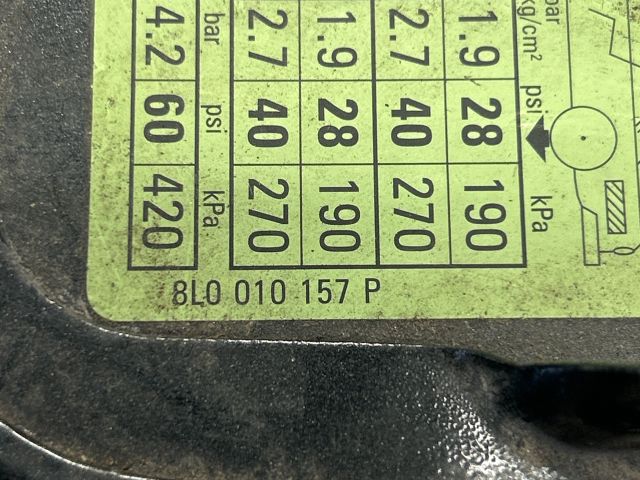 bar
kg/cm² psi kPa
1.9 28 190
2.7 40 270
1.9 28 190
2.7 40 270
bar psi kPa
4.2 60 420
8L0 010 157 P